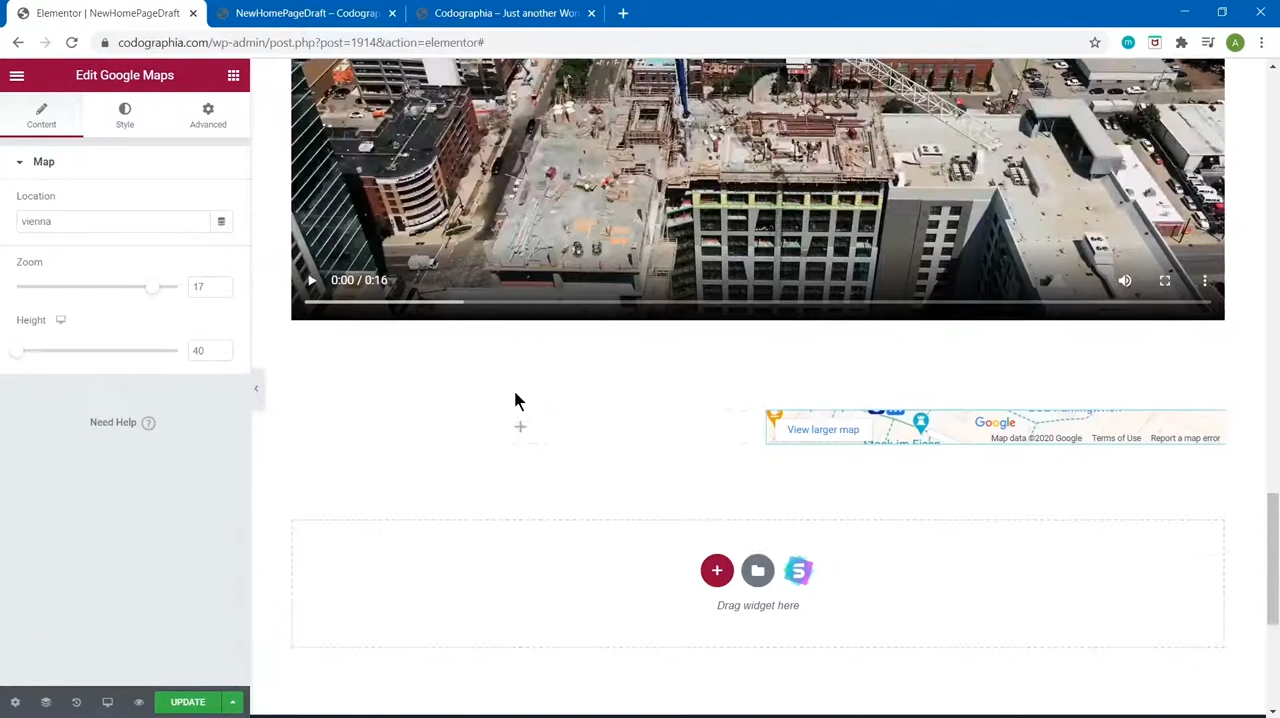 Elementor | NewHomePageDraft
NewHomePageDraft – Codograp
Codographia – Just another Wor
codographia.com/wp-admin/post.php?post=1914&action=elementor#
A
Edit Google Maps
Content
Style
Advanced
Map
Location
vienna
Zoom
17
Height
40
Need Help
0:00 / 0:16
View larger map
Google
Map data ©2020 Google
Terms of Use
Report a map error
Drag widget here
UPDATE